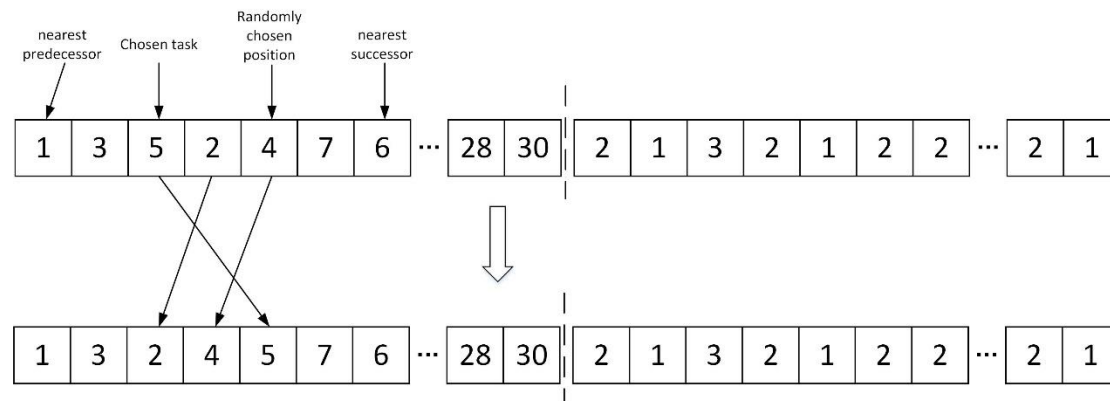 nearest
predecessor
Chosen task
Randomly
chosen
position
nearest
successor
1 3 5 2 4 7 6 ... 28 30 2 1 3 2 1 2 2 ... 2 1
1 3 2 4 5 7 6 ... 28 30 2 1 3 2 1 2 2 ... 2 1